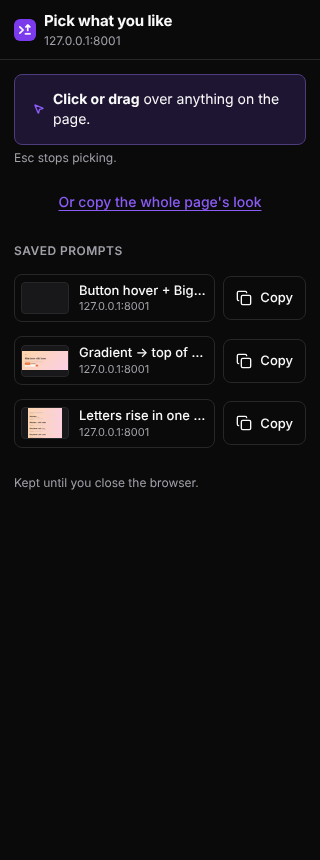 Pick what you like
127.0.0.1:8001
Click or drag over anything on the
page.
Esc stops picking.
Or copy the whole page's look
SAVED PROMPTS
Button hover + Big...
127.0.0.1:8001
Copy
Gradient → top of ...
127.0.0.1:8001
Copy
Letters rise in one ...
127.0.0.1:8001
Copy
Kept until you close the browser.